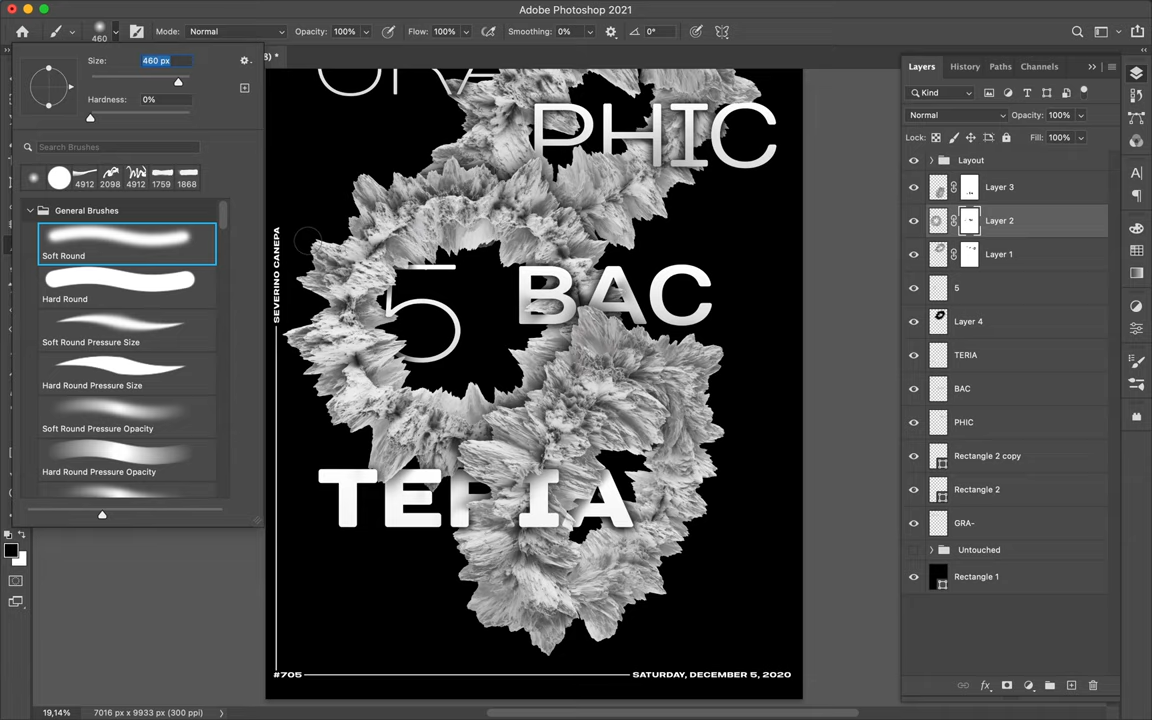 Adobe Photoshop 2021
460
Mode: Normal
Opacity: 100%
Flow: 100%
Smoothing: 0%
0°
) *
Size: 460 px
Hardness: 0%
Search Brushes
4912 2098 4912 1759 1868
General Brushes
Soft Round
Hard Round
Soft Round Pressure Size
Hard Round Pressure Size
Soft Round Pressure Opacity
Hard Round Pressure Opacity
PHIC
SEVERINO CANEPA
5
BAC
TERIA
#705
SATURDAY, DECEMBER 5, 2020
Layers History Paths Channels
Kind
Normal Opacity: 100%
Lock: Fill: 100%
Layout
Layer 3
Layer 2
Layer 1
5
Layer 4
TERIA
BAC
PHIC
Rectangle 2 copy
Rectangle 2
GRA-
Untouched
Rectangle 1
19,14% 7016 px x 9933 px (300 ppi)